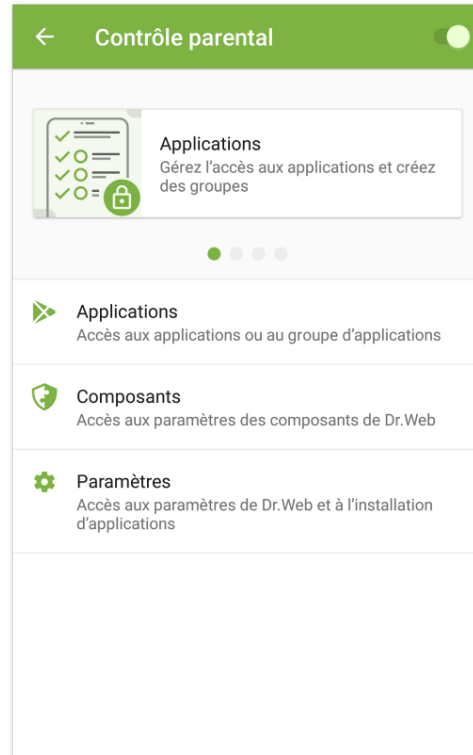 Contrôle parental
Applications
Gérez l'accès aux applications et créez
des groupes
Applications
Accès aux applications ou au groupe d'applications
Composants
Accès aux paramètres des composants de Dr.Web
Paramètres
Accès aux paramètres de Dr.Web et à l'installation
d'applications